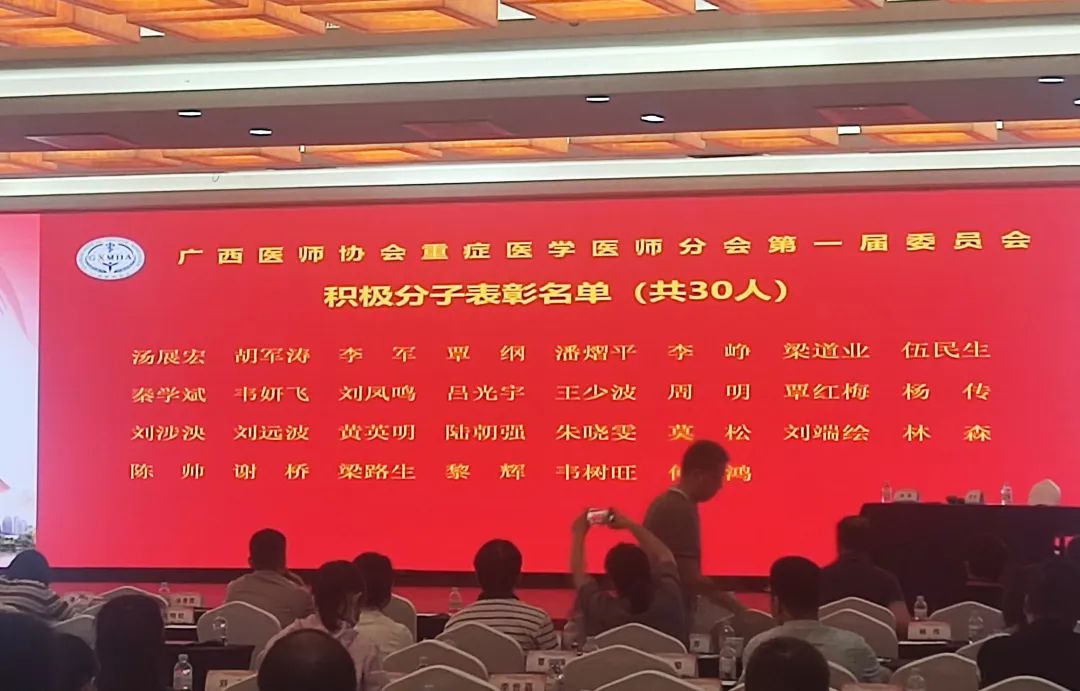 GXMDA
广西医师协会重症医学医师分会第一届委员会
积极分子表彰名单（共30人）
汤展宏 胡军涛 李军 覃纲 潘熠平 李峥 梁道业 伍民生
秦学斌 韦妍飞 刘凤鸣 吕光宇 王少波 周明 覃红梅 杨传
刘涉泱 刘远波 黄英明 陆朝强 朱晓雯 莫松 刘端绘 林森
陈帅 谢桥 梁路生 黎辉 韦树旺 鸿